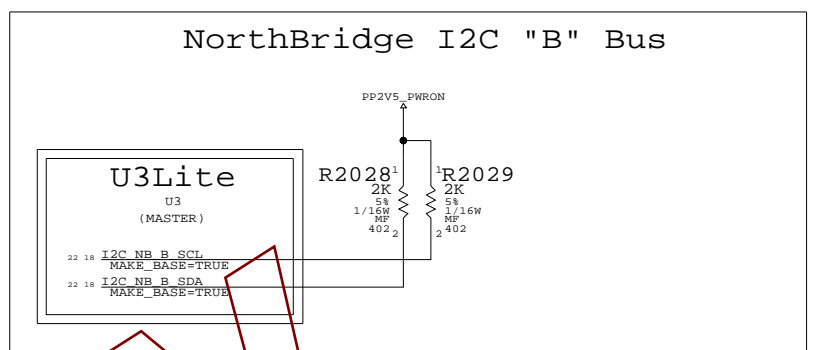 NorthBridge I2C "B" Bus
PP2V5_PWRON
U3Lite
U3
(MASTER)
22 18 I2C_NB_B_SCL
MAKE_BASE=TRUE
22 18 I2C_NB_B_SDA
MAKE_BASE=TRUE
R2028 1
2K
5%
1/16W
MF
402 2
1 R2029
2K
5%
1/16W
MF
2 402